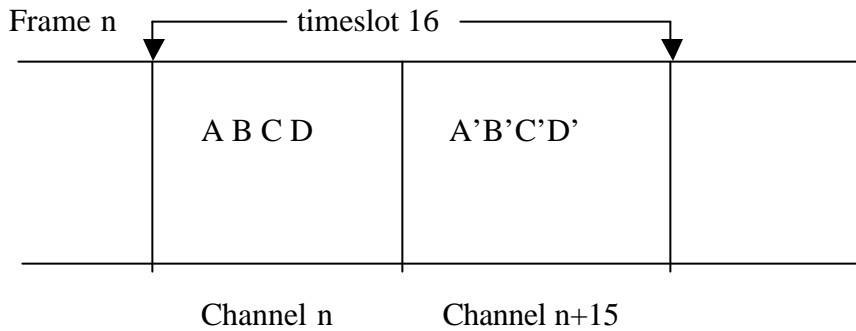 Frame n timeslot 16
A B C D A’B’C’D’
Channel n Channel n+15